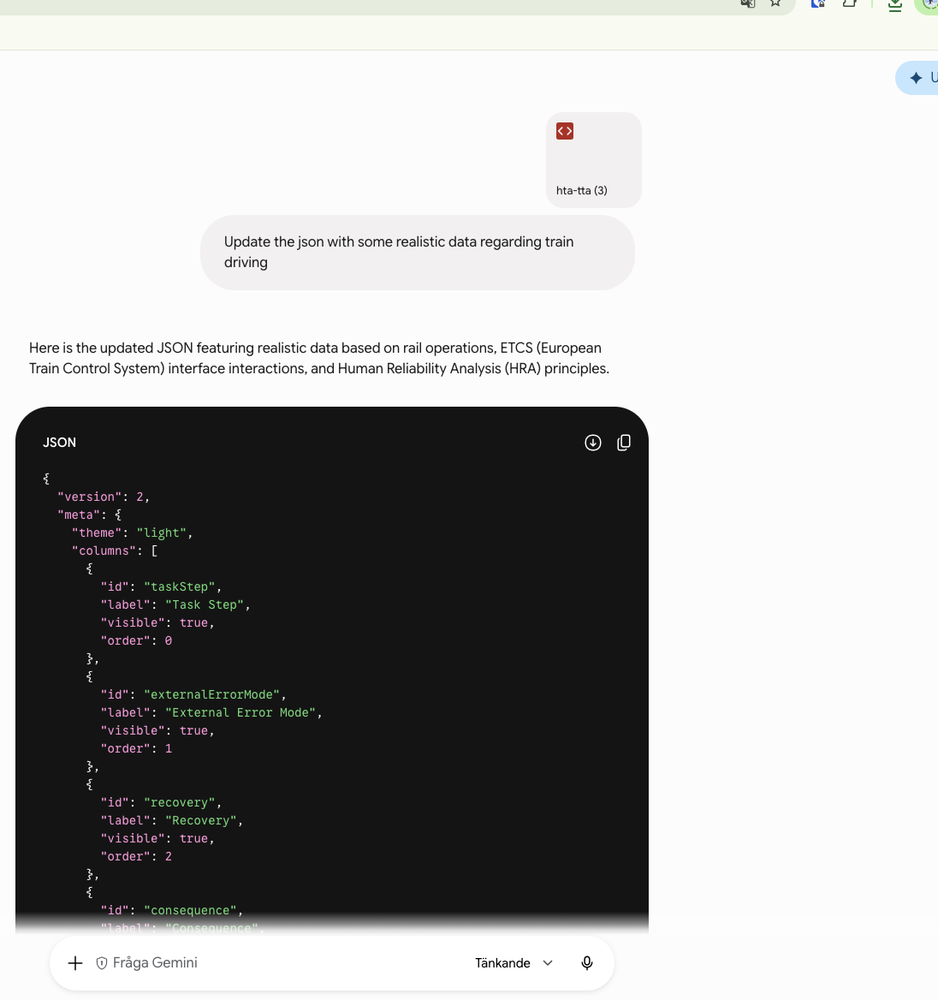 U
hta-tta (3)
Update the json with some realistic data regarding train
driving
Here is the updated JSON featuring realistic data based on rail operations, ETCS (European
Train Control System) interface interactions, and Human Reliability Analysis (HRA) principles.
JSON
{
  "version": 2,
  "meta": {
    "theme": "light",
    "columns": [
      {
        "id": "taskStep",
        "label": "Task Step",
        "visible": true,
        "order": 0
      },
      {
        "id": "externalErrorMode",
        "label": "External Error Mode",
        "visible": true,
        "order": 1
      },
      {
        "id": "recovery",
        "label": "Recovery",
        "visible": true,
        "order": 2
      },
      {
        "id": "consequence",
        "label": "Consequence",
Fråga Gemini
Tänkande